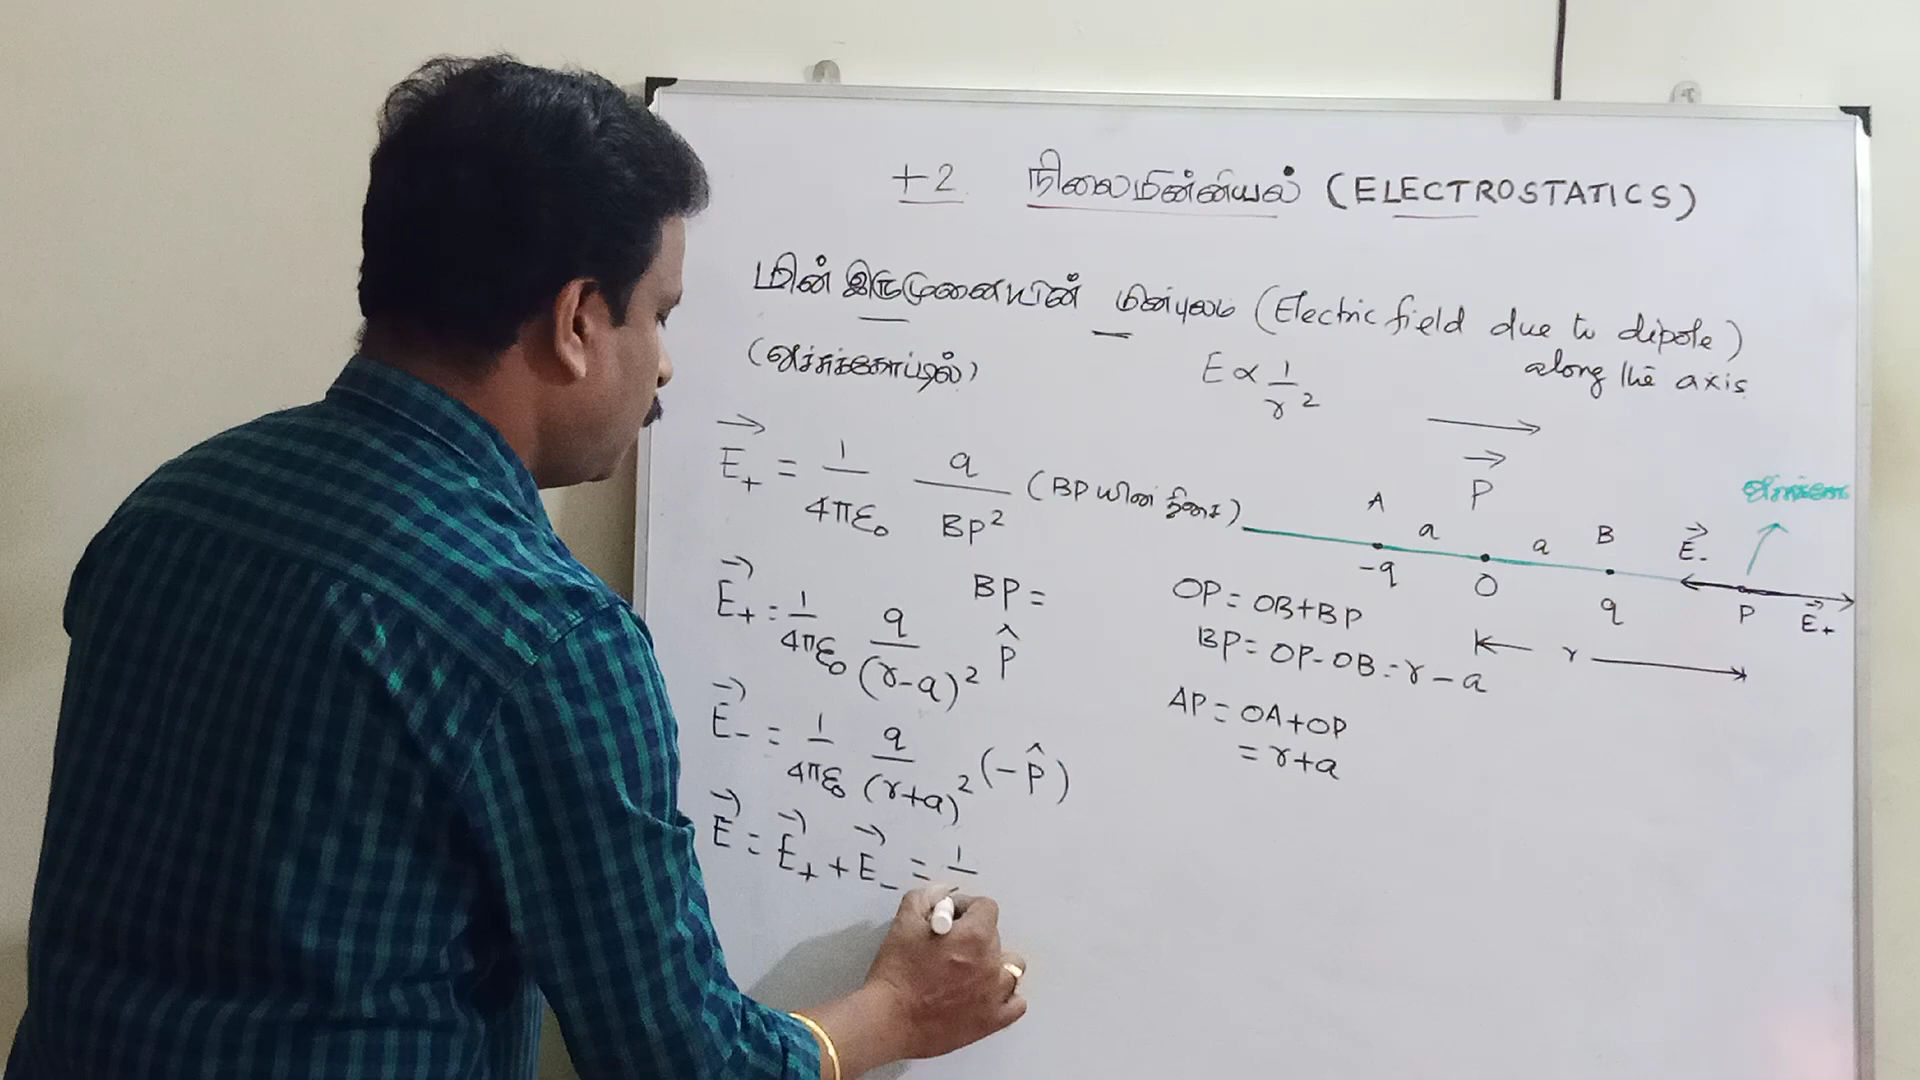 +2 நிலைமின்னியல் (ELECTROSTATICS)
மின் இருமுனையின் மின்புலம் (Electric field due to dipole)
(அச்சுக்கோட்டில்)
along the axis
E ∝ 1/r²
E⃗₊ = 1/4πε₀ q/BP² (BP யின் திசை)
BP =
E⃗₊ = 1/4πε₀ q/(r-a)² p̂
E⃗₋ = 1/4πε₀ q/(r+a)² (-p̂)
E⃗ = E⃗₊ + E⃗₋ = 1
OP = OB+BP
BP = OP-OB = r-a
AP = OA+OP
= r+a
P⃗
A a a B E⃗₋
-q O q P E⃗₊
r